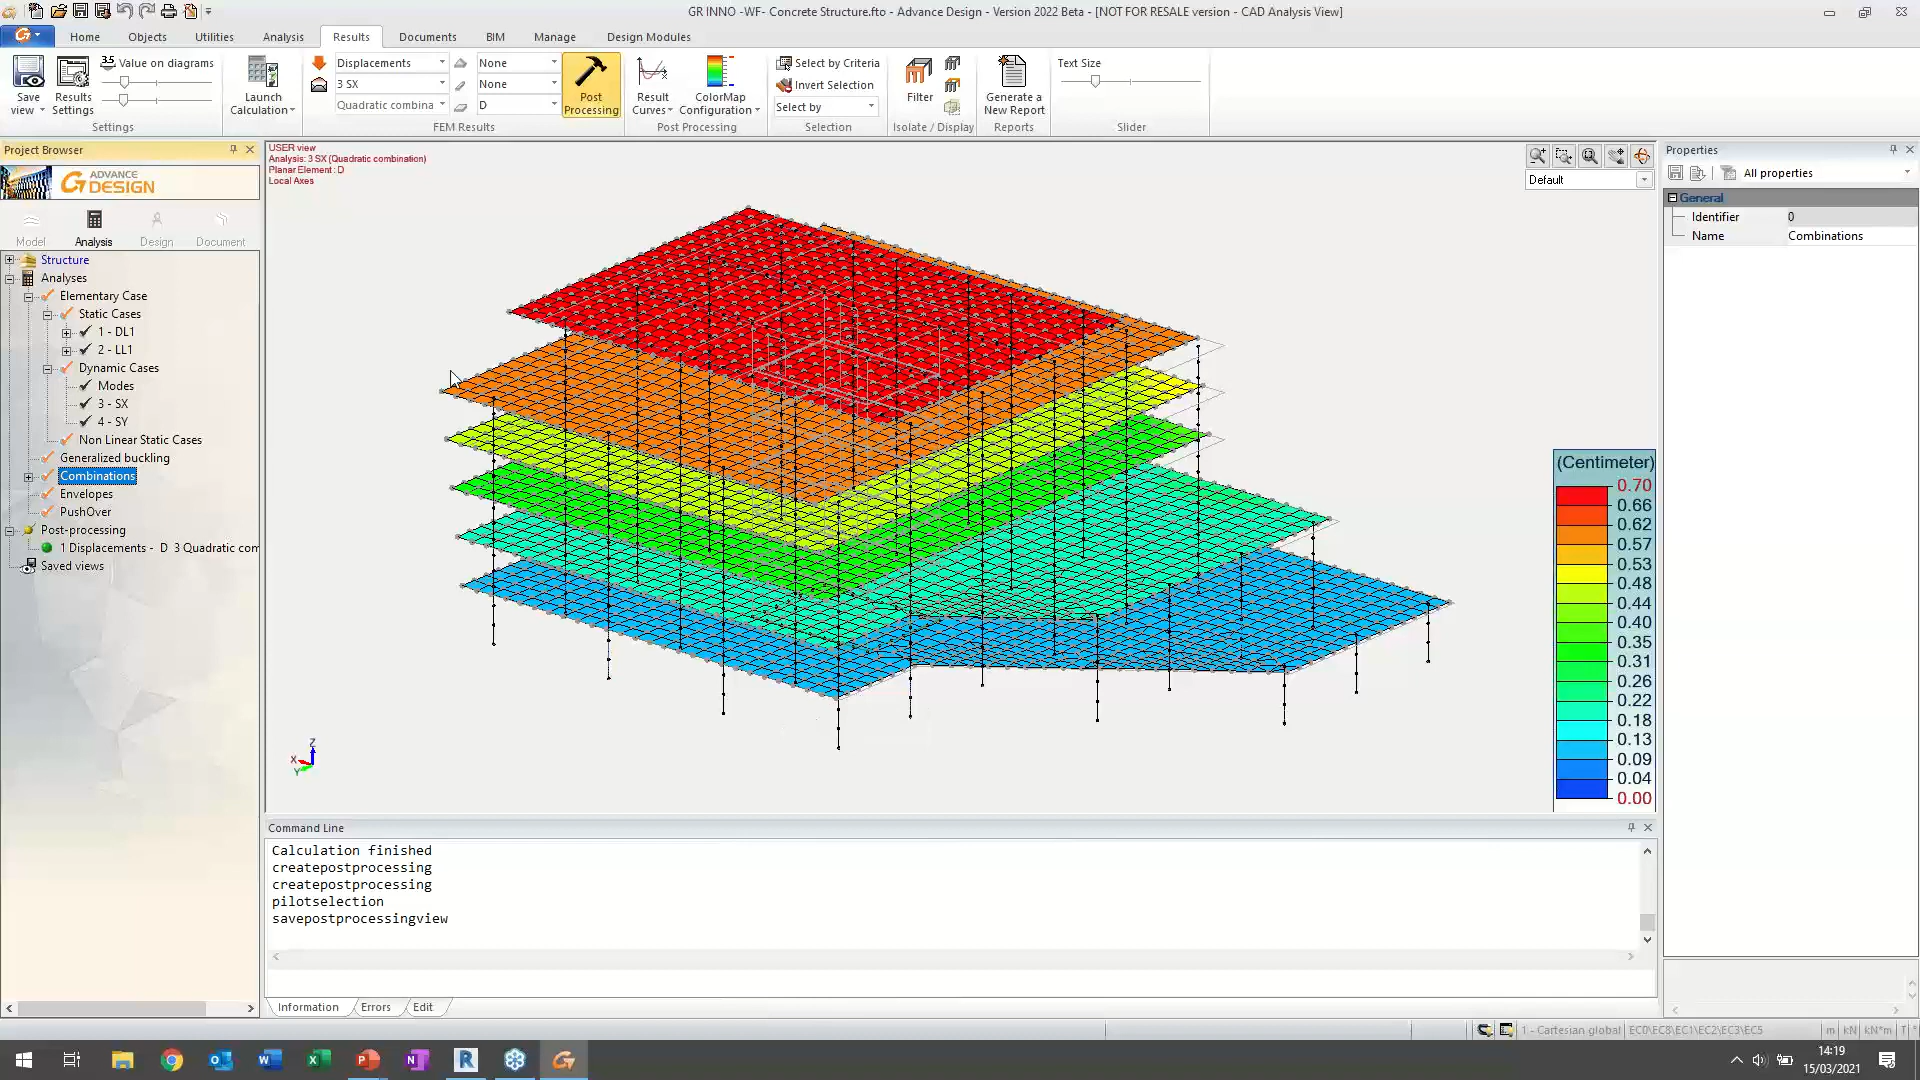 GR INNO -WF- Concrete Structure.fto - Advance Design - Version 2022 Beta - [NOT FOR RESALE version - CAD Analysis View]
Home Objects Utilities Analysis Results Documents BIM Manage Design Modules
Save view
Results Settings
3.5 Value on diagrams
Settings
Launch Calculation
Displacements
3 SX
Quadratic combina
None
None
D
FEM Results
Post Processing
Result Curves
ColorMap Configuration
Post Processing
Select by Criteria
Invert Selection
Select by
Selection
Filter
Isolate / Display
Generate a New Report
Reports
Text Size
Slider
Project Browser
ADVANCE
DESIGN
Model Analysis Design Document
Structure
Analyses
Elementary Case
Static Cases
1 - DL1
2 - LL1
Dynamic Cases
Modes
3 - SX
4 - SY
Non Linear Static Cases
Generalized buckling
Combinations
Envelopes
PushOver
Post-processing
1 Displacements - D 3 Quadratic com
Saved views
USER view
Analysis: 3 SX (Quadratic combination)
Planar Element : D
Local Axes
Default
Z
X
Y
(Centimeter)
0.70
0.66
0.62
0.57
0.53
0.48
0.44
0.40
0.35
0.31
0.26
0.22
0.18
0.13
0.09
0.04
0.00
Properties
All properties
General
Identifier 0
Name Combinations
Command Line
Calculation finished
createpostprocessing
createpostprocessing
pilotselection
savepostprocessingview
Information Errors Edit
1 - Cartesian global EC0\EC8\EC1\EC2\EC3\EC5 m kN kN*m T °
14:19
15/03/2021